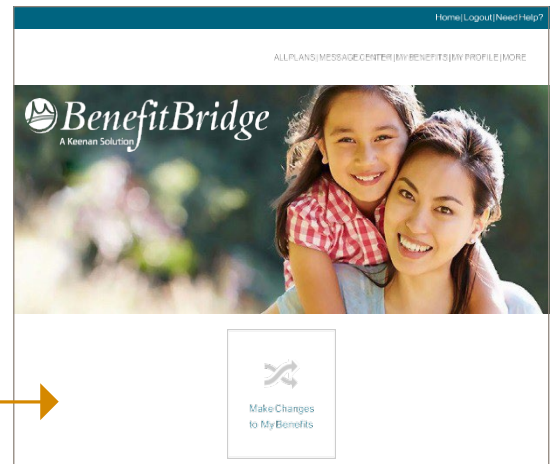 Home|Logout|Need Help?
ALL PLANS|MESSAGE CENTER|MY BENEFITS|MY PROFILE|MORE
BenefitBridge
A Keenan Solution
Make Changes
to My Benefits